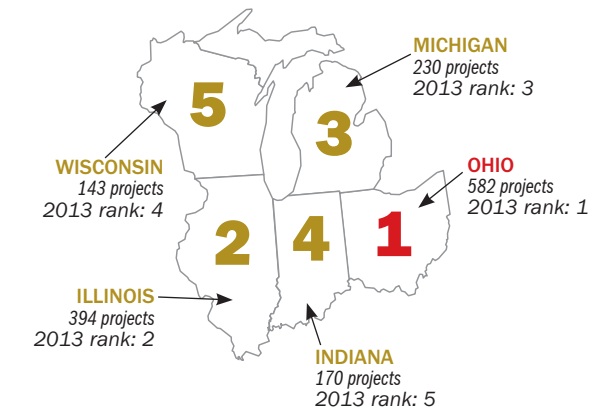 MICHIGAN
230 projects
2013 rank: 3
5
3
WISCONSIN
143 projects
2013 rank: 4
OHIO
582 projects
2013 rank: 1
2
4
1
ILLINOIS
394 projects
2013 rank: 2
INDIANA
170 projects
2013 rank: 5